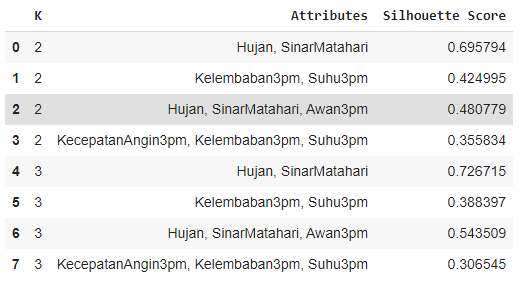 K Attributes Silhouette Score
0 2 Hujan, SinarMatahari 0.695794
1 2 Kelembaban3pm, Suhu3pm 0.424995
2 2 Hujan, SinarMatahari, Awan3pm 0.480779
3 2 KecepatanAngin3pm, Kelembaban3pm, Suhu3pm 0.355834
4 3 Hujan, SinarMatahari 0.726715
5 3 Kelembaban3pm, Suhu3pm 0.388397
6 3 Hujan, SinarMatahari, Awan3pm 0.543509
7 3 KecepatanAngin3pm, Kelembaban3pm, Suhu3pm 0.306545